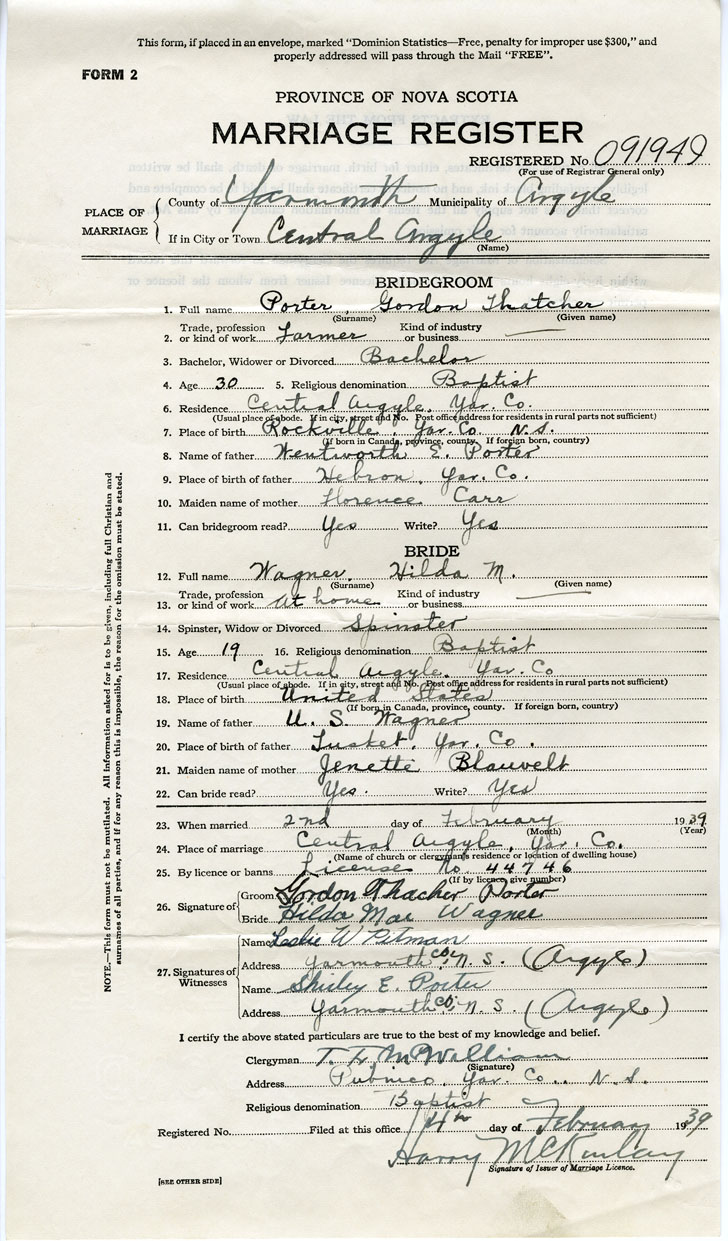 This form, if placed in an envelope, marked "Dominion Statistics—Free, penalty for improper use $300," and
properly addressed will pass through the Mail "FREE".
FORM 2
PROVINCE OF NOVA SCOTIA
MARRIAGE REGISTER
REGISTERED No. 091949
(For use of Registrar General only)
PLACE OF MARRIAGE
County of Yarmouth Municipality of Argyle
If in City or Town Central Argyle
(Name)
BRIDEGROOM
1. Full name Porter, Gordon Thatcher
(Surname) (Given name)
2. Trade, profession or kind of work Farmer Kind of industry or business
3. Bachelor, Widower or Divorced Bachelor
4. Age 30 5. Religious denomination Baptist
6. Residence Central Argyle, Yar. Co.
(Usual place of abode. If in city, street and No. Post office address for residents in rural parts not sufficient)
7. Place of birth Rockville, Yar. Co. N.S.
(If born in Canada, province, county. If foreign born, country)
8. Name of father Wentworth E. Porter
9. Place of birth of father Hebron, Yar. Co.
10. Maiden name of mother Florence Carr
11. Can bridegroom read? Yes Write? Yes
BRIDE
12. Full name Wagner, Hilda M.
(Surname) (Given name)
13. Trade, profession or kind of work At home Kind of industry or business
14. Spinster, Widow or Divorced Spinster
15. Age 19 16. Religious denomination Baptist
17. Residence Central Argyle, Yar. Co
(Usual place of abode. If in city, street and No. Post office address for residents in rural parts not sufficient)
18. Place of birth United States
(If born in Canada, province, county. If foreign born, country)
19. Name of father U. S. Wagner
20. Place of birth of father Tusket, Yar. Co.
21. Maiden name of mother Jenette Blauvelt
22. Can bride read? Yes. Write? Yes
23. When married 2nd day of February 1939
(Month) (Year)
24. Place of marriage Central Argyle, Yar. Co.
(Name of church or clergyman's residence or location of dwelling house)
25. By licence or banns License No. 44746
(If by licence, give number)
26. Signature of
Groom Gordon Thacher Porter
Bride Hilda Mae Wagner
27. Signatures of Witnesses
Name Leslie W Pitman
Address Yarmouth Co, N. S. (Argyle)
Name Shirley E. Porter
Address Yarmouth Co, N. S. (Argyle)
I certify the above stated particulars are true to the best of my knowledge and belief.
Clergyman McWilliam
(Signature)
Address Pubnico, Yar. Co., N.S.
Religious denomination Baptist
Registered No. Filed at this office 14th day of February 1939
Harry McKinlay
Signature of Issuer of Marriage Licence.
[SEE OTHER SIDE]
NOTE.—This form must not be mutilated. All information asked for is to be given, including full Christian and
surnames of all parties, and if for any reason this is impossible, the reason for the omission must be stated.